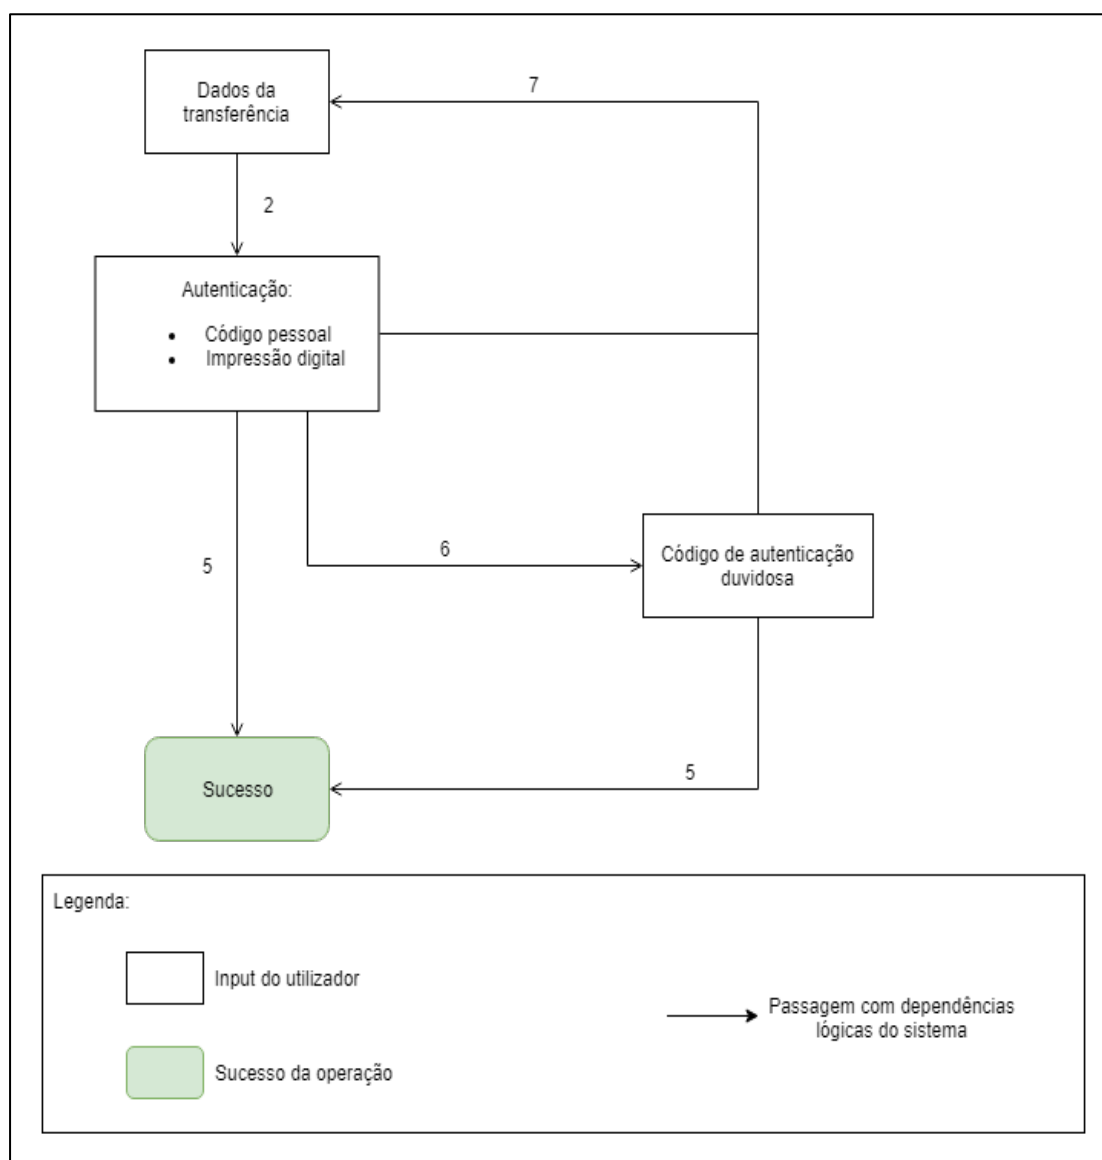 Dados da
transferência
7
2
Autenticação:
• Código pessoal
• Impressão digital
5
6
Código de autenticação
duvidosa
5
Sucesso
Legenda:
Input do utilizador
Passagem com dependências
lógicas do sistema
Sucesso da operação